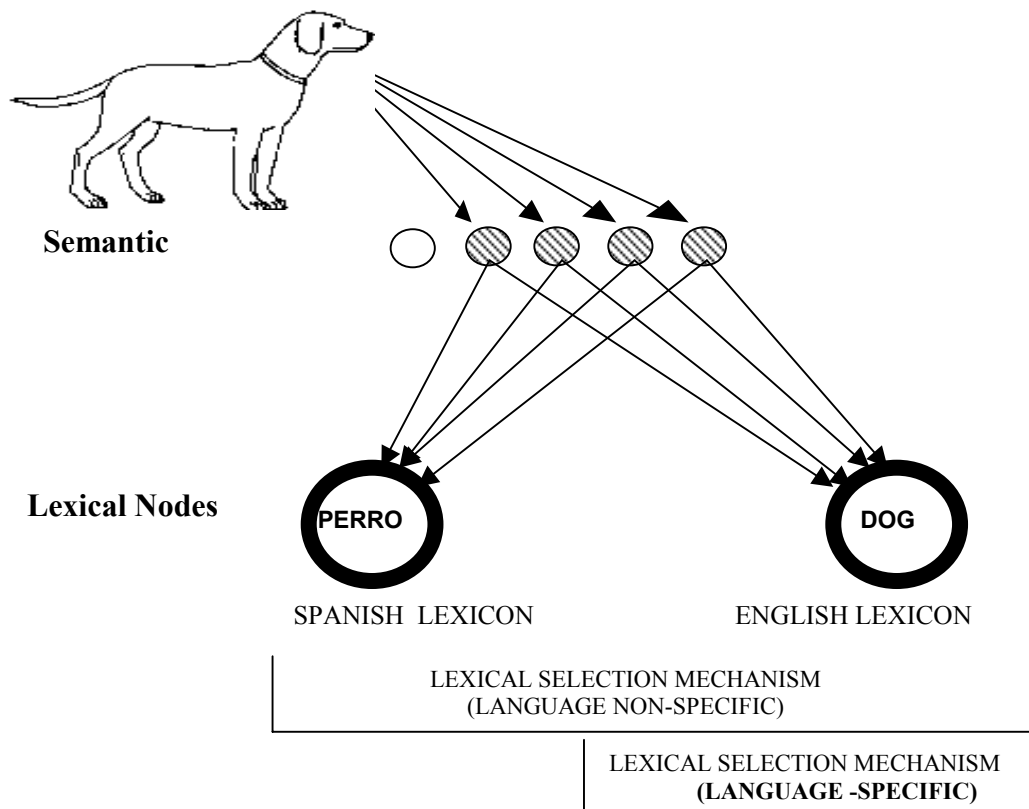 Semantic
Lexical Nodes
PERRO
DOG
SPANISH LEXICON
ENGLISH LEXICON
LEXICAL SELECTION MECHANISM
(LANGUAGE NON-SPECIFIC)
LEXICAL SELECTION MECHANISM
(LANGUAGE -SPECIFIC)